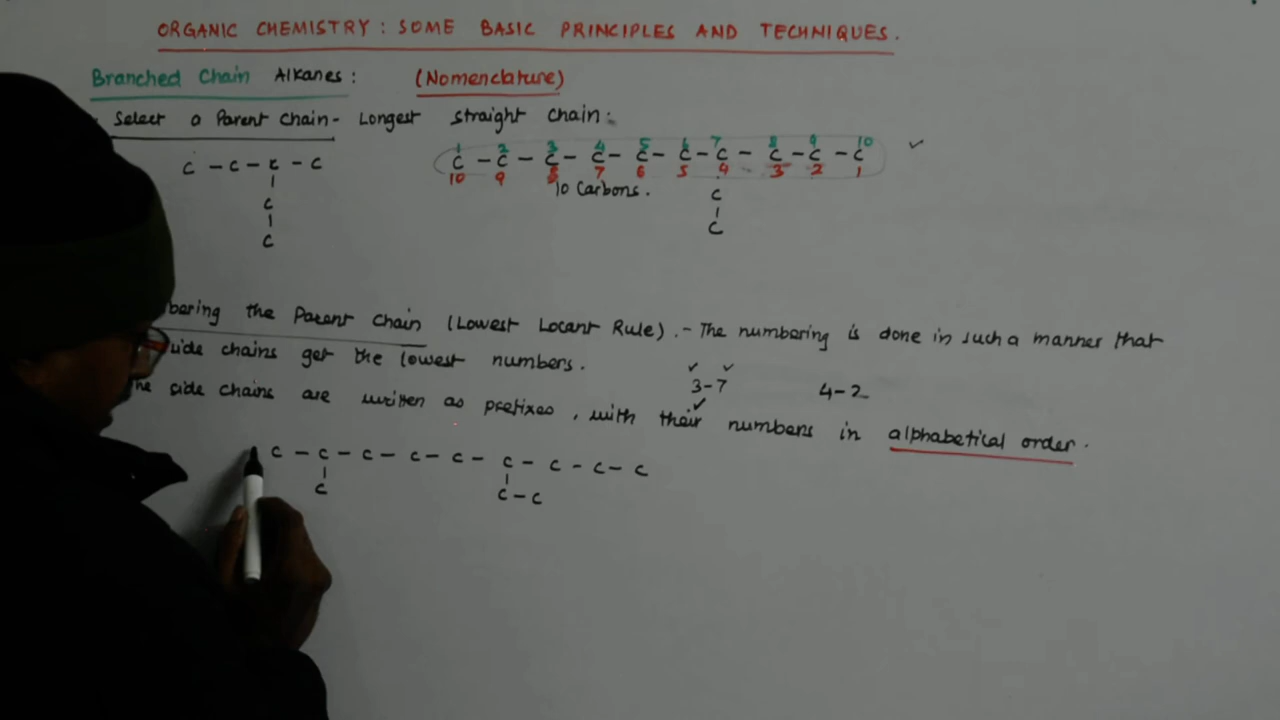 ORGANIC CHEMISTRY : SOME BASIC PRINCIPLES AND TECHNIQUES.
Branched Chain Alkanes : (Nomenclature)
Select a Parent Chain - Longest straight chain :
C - C - C - C
C
C
1 2 3 4 5 6 7 8 9 10
C - C - C - C - C - C - C - C - C - C
10 9 8 7 6 5 4 3 2 1
10 Carbons.
C
C
bering the Parent Chain (Lowest Locant Rule). - The numbering is done in such a manner that
side chains get the lowest numbers.
3-7 4-2
The side chains are written as prefixes, with their numbers in alphabetical order.
C - C - C - C - C - C - C - C - C
C C - C